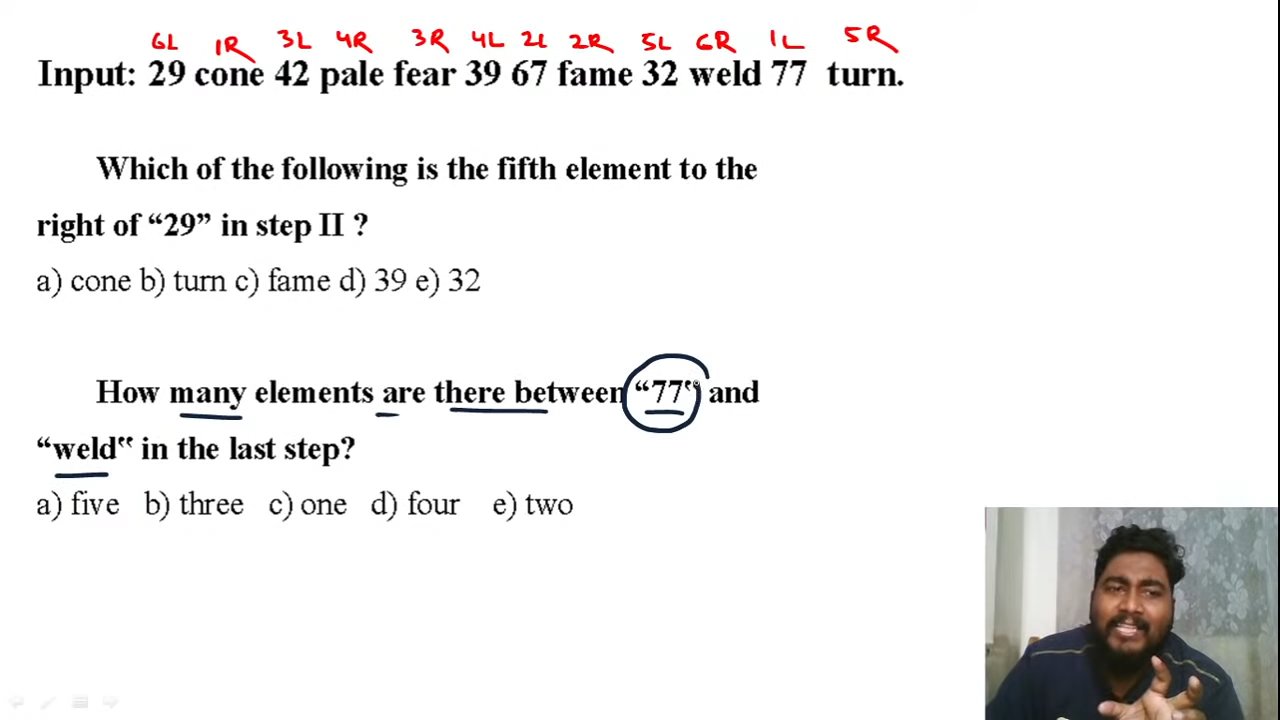 6L 1R 3L 4R 3R 4L 2L 2R 5L 6R 1L 5R
Input: 29 cone 42 pale fear 39 67 fame 32 weld 77 turn.
Which of the following is the fifth element to the
right of “29” in step II ?
a) cone b) turn c) fame d) 39 e) 32
How many elements are there between “77‟ and
“weld‟ in the last step?
a) five b) three c) one d) four e) two